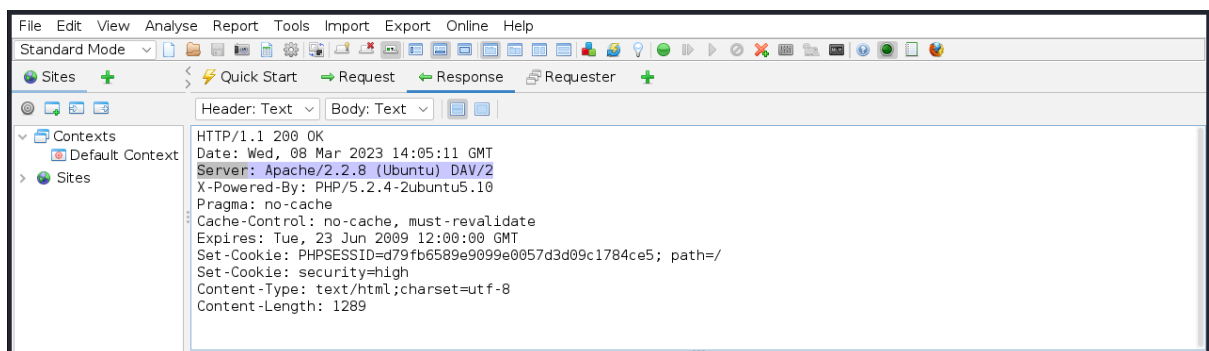 File Edit View Analyse Report Tools Import Export Online Help
Standard Mode
Sites
Quick Start Request Response Requester
Header: Text Body: Text
Contexts
Default Context
Sites
HTTP/1.1 200 OK
Date: Wed, 08 Mar 2023 14:05:11 GMT
Server: Apache/2.2.8 (Ubuntu) DAV/2
X-Powered-By: PHP/5.2.4-2ubuntu5.10
Pragma: no-cache
Cache-Control: no-cache, must-revalidate
Expires: Tue, 23 Jun 2009 12:00:00 GMT
Set-Cookie: PHPSESSID=d79fb6589e9099e0057d3d09c1784ce5; path=/
Set-Cookie: security=high
Content-Type: text/html;charset=utf-8
Content-Length: 1289